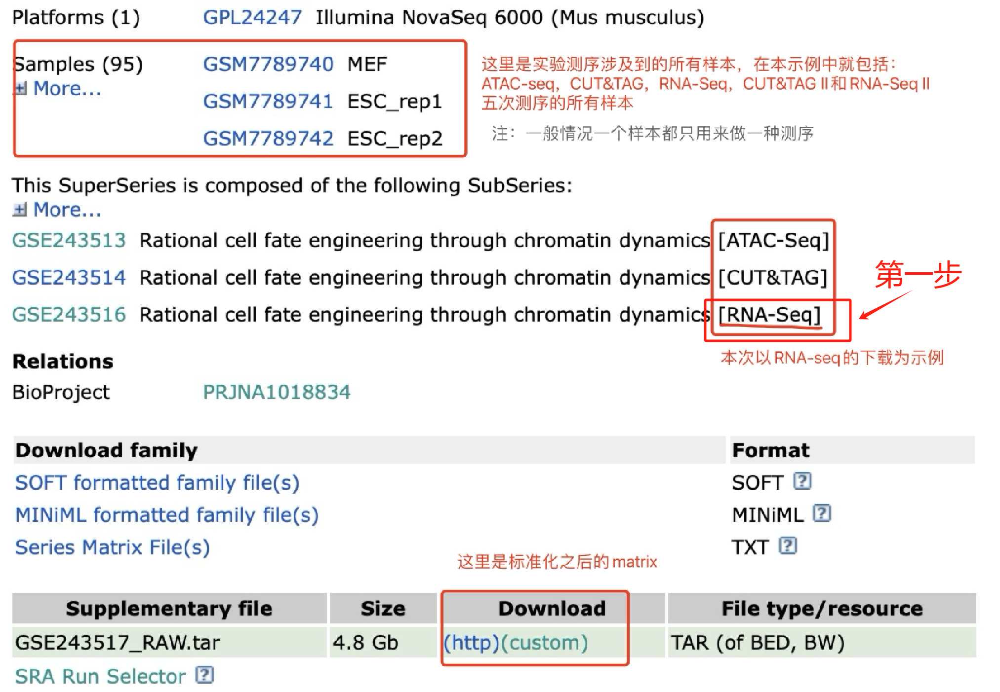 Platforms (1) GPL24247 Illumina NovaSeq 6000 (Mus musculus)
Samples (95) GSM7789740 MEF
More...
GSM7789741 ESC_rep1
GSM7789742 ESC_rep2
这里是实验测序涉及到的所有样本，在本示例中就包括：
ATAC-seq，CUT&TAG，RNA-Seq，CUT&TAGⅡ和RNA-SeqⅡ
五次测序的所有样本
注：一般情况一个样本都只用来做一种测序
This SuperSeries is composed of the following SubSeries:
More...
GSE243513 Rational cell fate engineering through chromatin dynamics [ATAC-Seq]
GSE243514 Rational cell fate engineering through chromatin dynamics [CUT&TAG]
第一步
GSE243516 Rational cell fate engineering through chromatin dynamics [RNA-Seq]
本次以RNA-seq的下载为示例
Relations
BioProject PRJNA1018834
Download family Format
SOFT formatted family file(s) SOFT ?
MINiML formatted family file(s) MINiML ?
Series Matrix File(s) TXT ?
这里是标准化之后的matrix
Supplementary file Size Download File type/resource
GSE243517_RAW.tar 4.8 Gb (http)(custom) TAR (of BED, BW)
SRA Run Selector ?